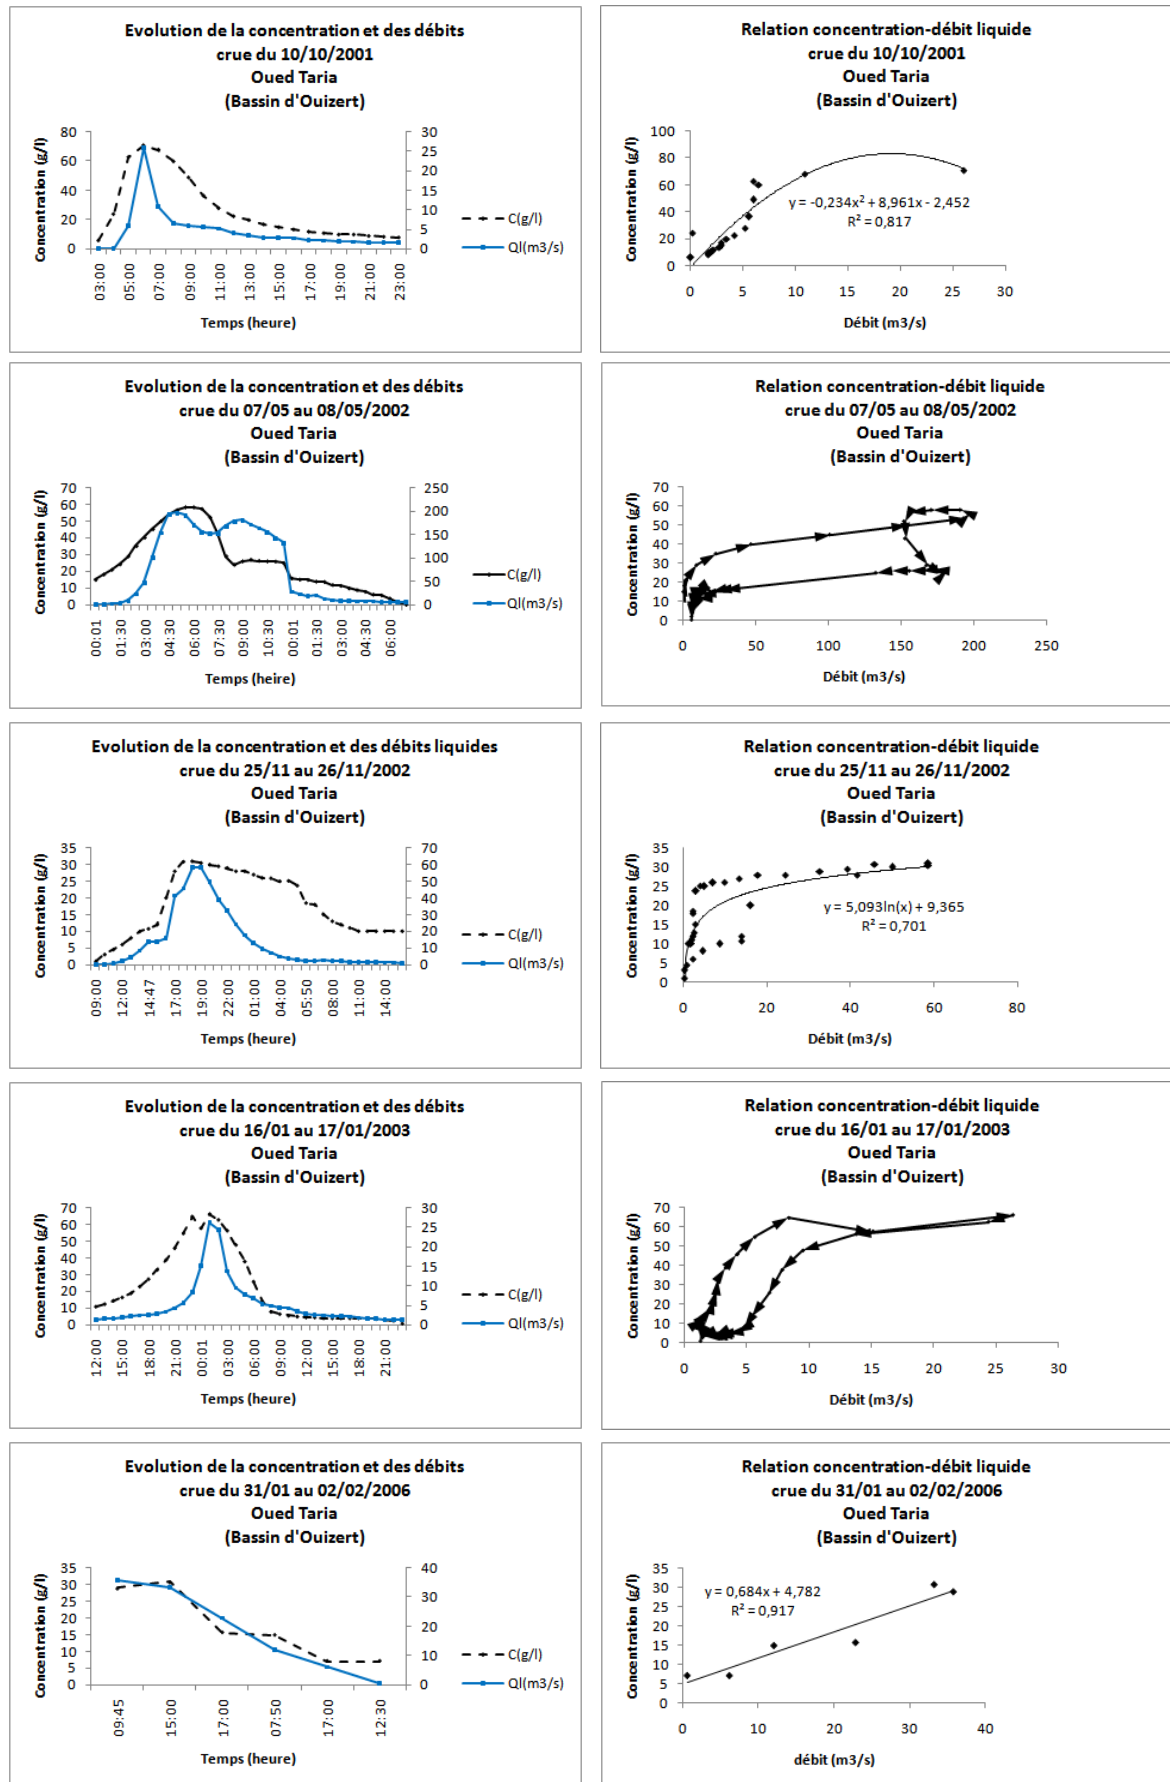 Evolution de la concentration et des débits
crue du 10/10/2001
Oued Taria
(Bassin d'Ouizert)
Concentration (g/l)
80
60
40
20
0
30
25
20
15
10
5
0
03:00
05:00
07:00
09:00
11:00
13:00
15:00
17:00
19:00
21:00
23:00
C(g/l)
Ql(m3/s)
Temps (heure)
Relation concentration-débit liquide
crue du 10/10/2001
Oued Taria
(Bassin d'Ouizert)
Concentration (g/l)
100
80
60
40
20
0
y = -0,234x² + 8,961x - 2,452
R² = 0,817
0 5 10 15 20 25 30
Débit (m3/s)
Evolution de la concentration et des débits
crue du 07/05 au 08/05/2002
Oued Taria
(Bassin d'Ouizert)
Concentration (g/l)
70
60
50
40
30
20
10
0
250
200
150
100
50
0
00:01
01:30
03:00
04:30
06:00
07:30
09:00
10:30
00:01
01:30
03:00
04:30
06:00
C(g/l)
Ql(m3/s)
Temps (heire)
Relation concentration-débit liquide
crue du 07/05 au 08/05/2002
Oued Taria
(Bassin d'Ouizert)
Concentration (g/l)
70
60
50
40
30
20
10
0
0 50 100 150 200 250
Débit (m3/s)
Evolution de la concentration et des débits liquides
crue du 25/11 au 26/11/2002
Oued Taria
(Bassin d'Ouizert)
Concentration (g/l)
35
30
25
20
15
10
5
0
70
60
50
40
30
20
10
0
09:00
12:00
14:47
17:00
19:00
22:00
01:00
04:00
05:50
08:00
11:00
14:00
C(g/l)
Ql(m3/s)
Temps (heure)
Relation concentration-débit liquide
crue du 25/11 au 26/11/2002
Oued Taria
(Bassin d'Ouizert)
Concentration (g/l)
35
30
25
20
15
10
5
0
y = 5,093ln(x) + 9,365
R² = 0,701
0 20 40 60 80
Débit (m3/s)
Evolution de la concentration et des débits
crue du 16/01 au 17/01/2003
Oued Taria
(Bassin d'Ouizert)
Concentration (g/l)
70
60
50
40
30
20
10
0
30
25
20
15
10
5
0
12:00
15:00
18:00
21:00
00:01
03:00
06:00
09:00
12:00
15:00
18:00
21:00
C(g/l)
Ql(m3/s)
Temps (heure)
Relation concentration-débit liquide
crue du 16/01 au 17/01/2003
Oued Taria
(Bassin d'Ouizert)
Concentration (g/l)
70
60
50
40
30
20
10
0
0 5 10 15 20 25 30
Débit (m3/s)
Evolution de la concentration et des débits
crue du 31/01 au 02/02/2006
Oued Taria
(Bassin d'Ouizert)
Concentration (g/l)
35
30
25
20
15
10
5
0
40
30
20
10
0
09:45
15:00
17:00
07:50
17:00
12:30
C(g/l)
Ql(m3/s)
Temps (heure)
Relation concentration-débit liquide
crue du 31/01 au 02/02/2006
Oued Taria
(Bassin d'Ouizert)
Concentration (g/l)
35
30
25
20
15
10
5
0
y = 0,684x + 4,782
R² = 0,917
0 10 20 30 40
débit (m3/s)